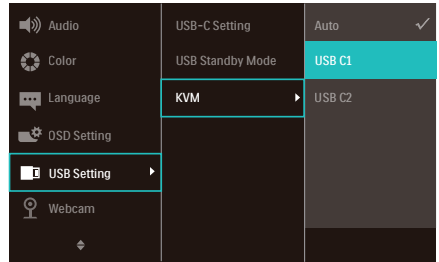 Audio
Color
Language
OSD Setting
USB Setting
Webcam
USB-C Setting
USB Standby Mode
KVM
Auto
USB C1
USB C2